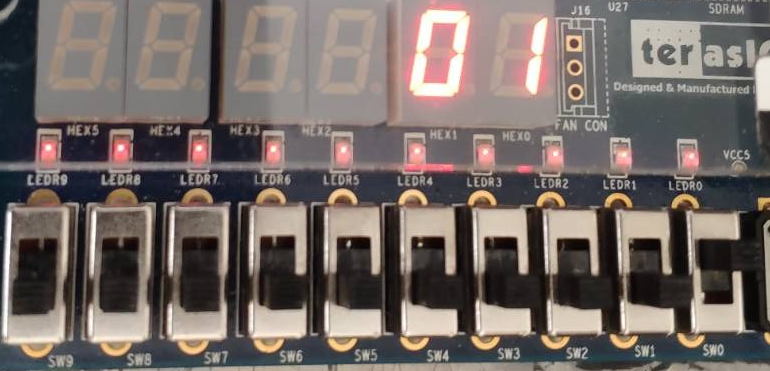 J16
U27
SDRAM
01
terasic
Designed & Manufactured
FAN CON
HEX5 HEX4 HEX3 HEX2 HEX1 HEX0
VCC5
LEDR9 LEDR8 LEDR7 LEDR6 LEDR5 LEDR4 LEDR3 LEDR2 LEDR1 LEDR0
SW9 SW8 SW7 SW6 SW5 SW4 SW3 SW2 SW1 SW0